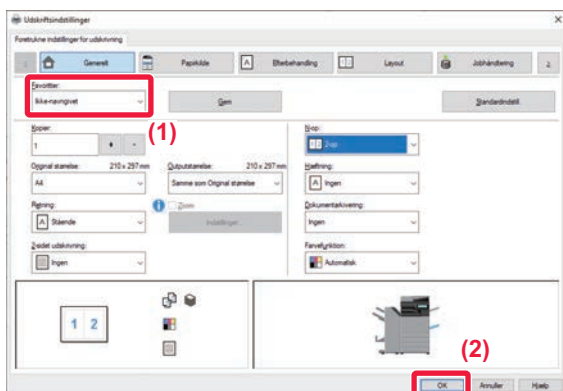 Udskriftsindstillinger
Foretrukne indstillinger for udskrivning
Generelt Papirkilde Efterbehandling Layout Jobhåndtering
Favoritter:
Ikke-navngivet Gem Standardindstil.
(1)
Kopier: N-op:
1 + - 2-op
Original størrelse: 210 x 297 mm Outputstørrelse: 210 x 297 mm Hæftning:
A4 Samme som Original størrelse Ingen
Retning: Zoom Dokumentarkivering:
Stående Indstillinger... Ingen
2-sidet udskrivning: Farvefunktion:
Ingen Automatisk
1 2
(2)
OK Annuller Hjælp